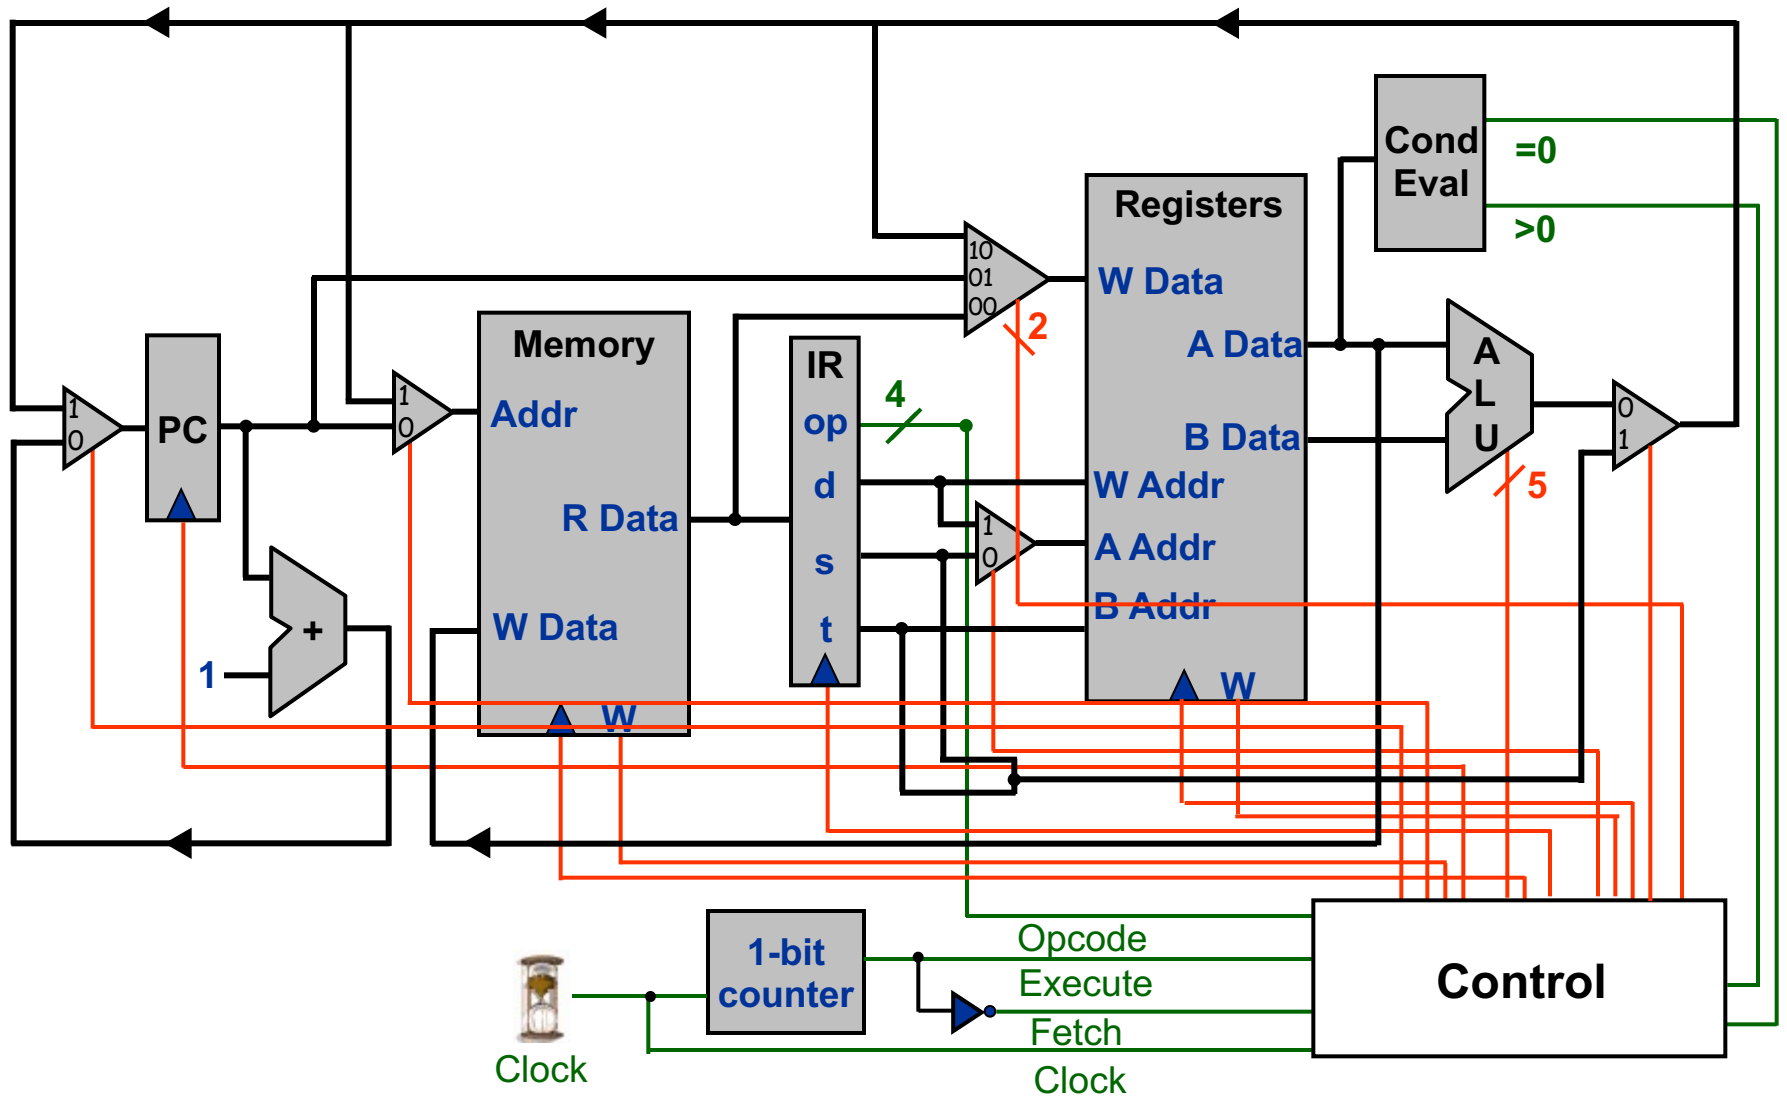 Cond
Eval
=0
>0
Registers
10
01
00
W Data
2
Memory
IR
A Data
A
L
U
PC
1
0
1
0
Addr
4
op
B Data
0
1
d
W Addr
5
R Data
s
1
0
A Addr
B Addr
t
+
W Data
1
W
W
Opcode
1-bit
counter
Execute
Control
Fetch
Clock
Clock